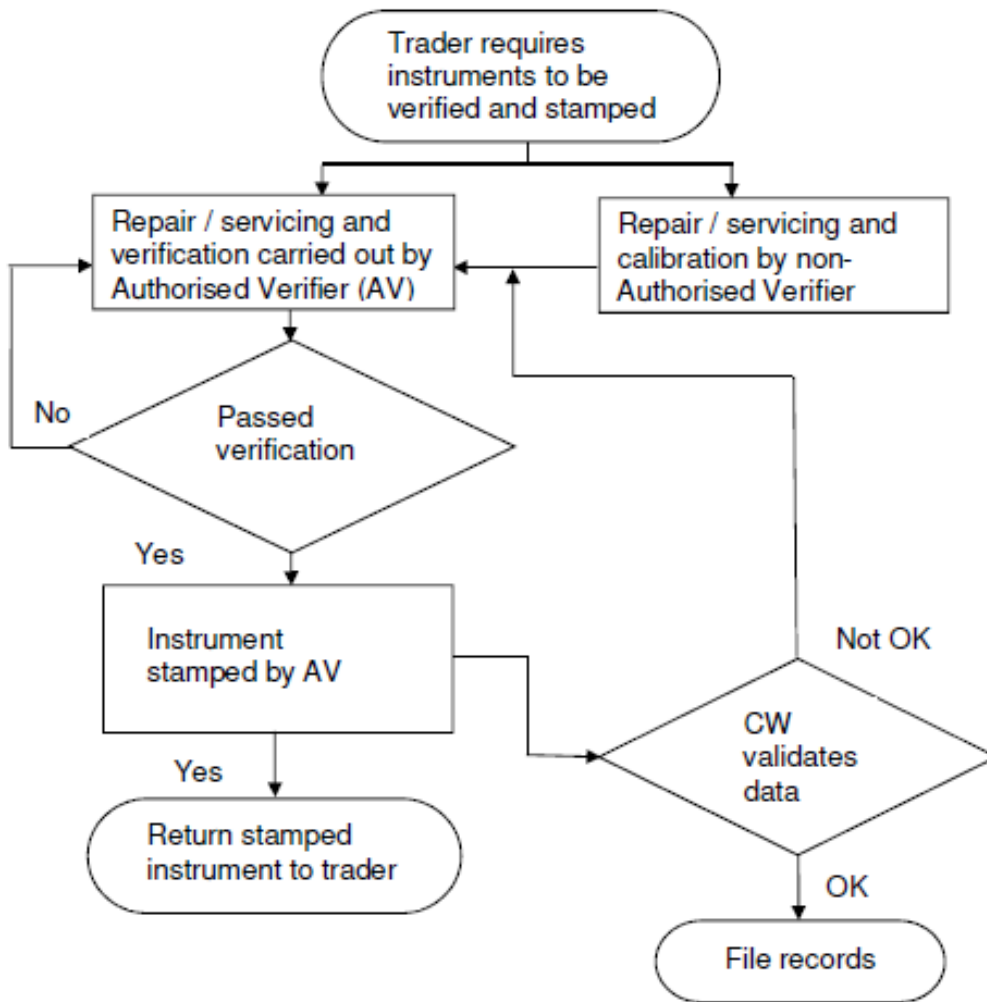 Trader requires
instruments to be
verified and stamped
Repair / servicing and
verification carried out by
Authorised Verifier (AV)
Repair / servicing and
calibration by non-
Authorised Verifier
No
Passed
verification
Yes
Instrument
stamped by AV
Not OK
CW
validates
data
Yes
Return stamped
instrument to trader
OK
File records